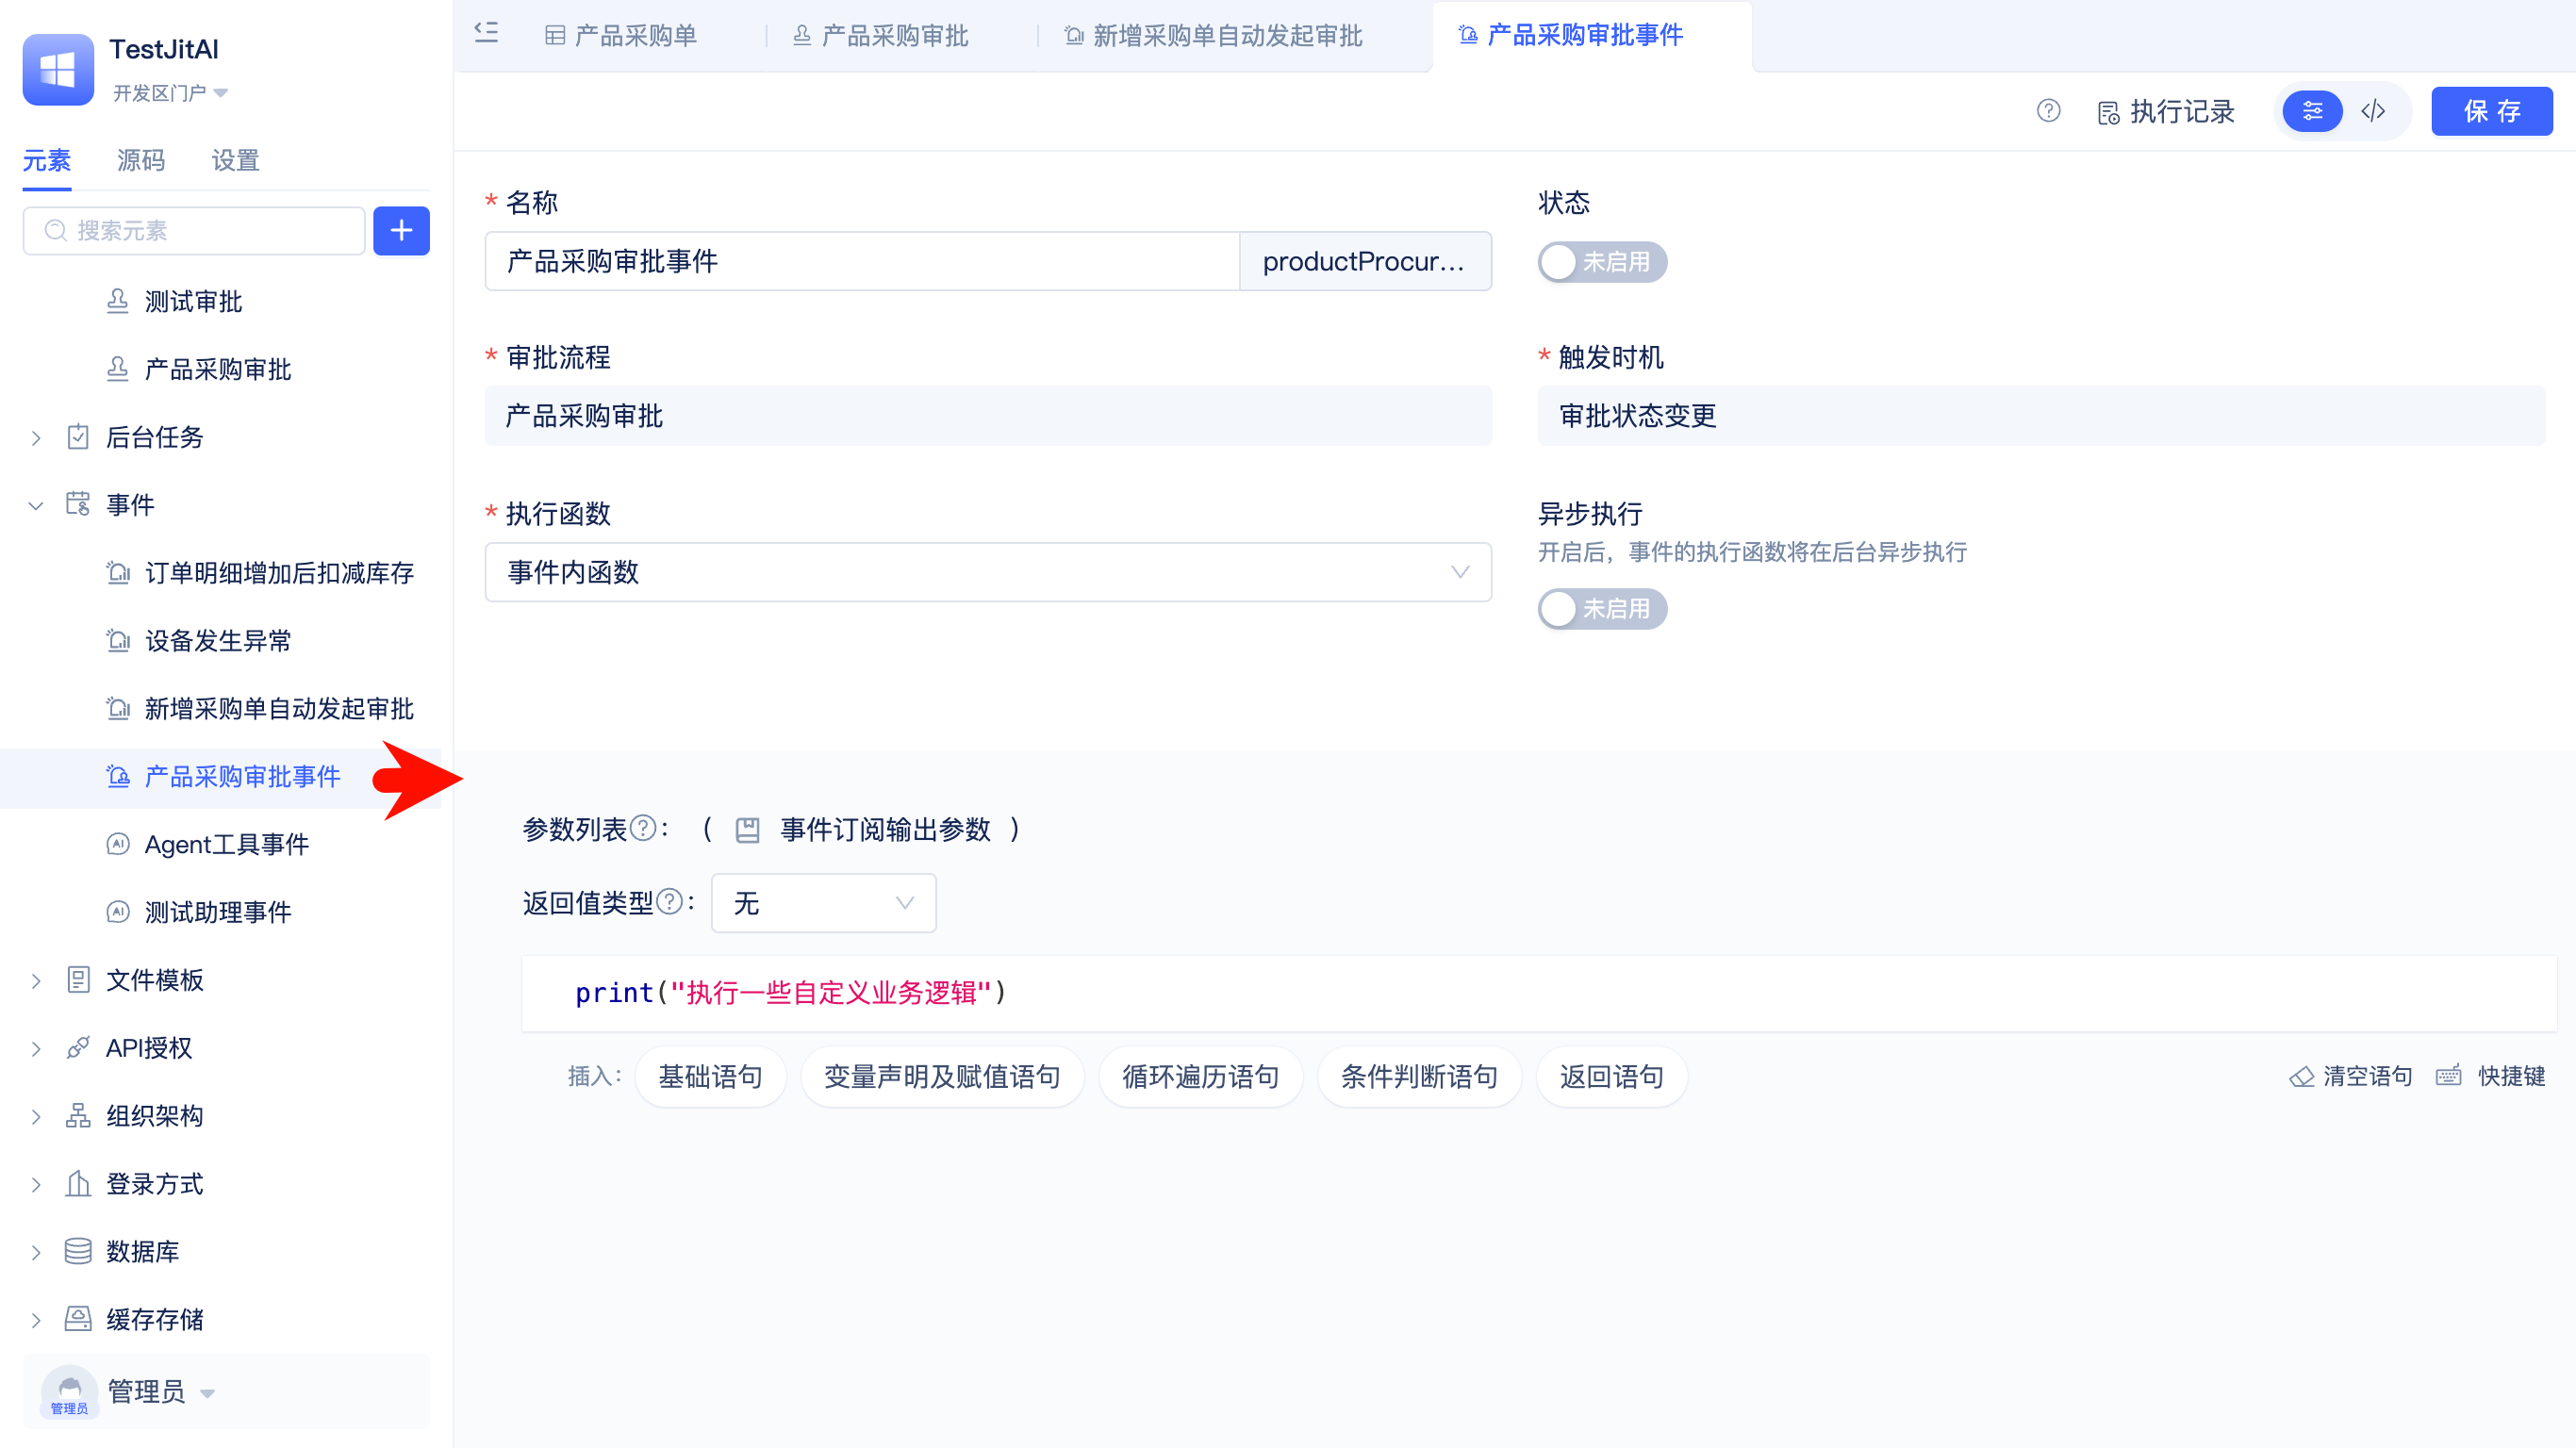 TestJitAI
开发区门户
元素 源码 设置
搜索元素
测试审批
产品采购审批
后台任务
事件
订单明细增加后扣减库存
设备发生异常
新增采购单自动发起审批
产品采购审批事件
Agent工具事件
测试助理事件
文件模板
API授权
组织架构
登录方式
数据库
缓存存储
管理员
管理员
产品采购单 产品采购审批 新增采购单自动发起审批 产品采购审批事件
执行记录 保存
* 名称
产品采购审批事件 productProcur...
状态
未启用
* 审批流程
产品采购审批
* 触发时机
审批状态变更
* 执行函数
事件内函数
异步执行
开启后，事件的执行函数将在后台异步执行
未启用
参数列表?： ( 事件订阅输出参数 )
返回值类型?： 无
print("执行一些自定义业务逻辑")
插入： 基础语句 变量声明及赋值语句 循环遍历语句 条件判断语句 返回语句 清空语句 快捷键